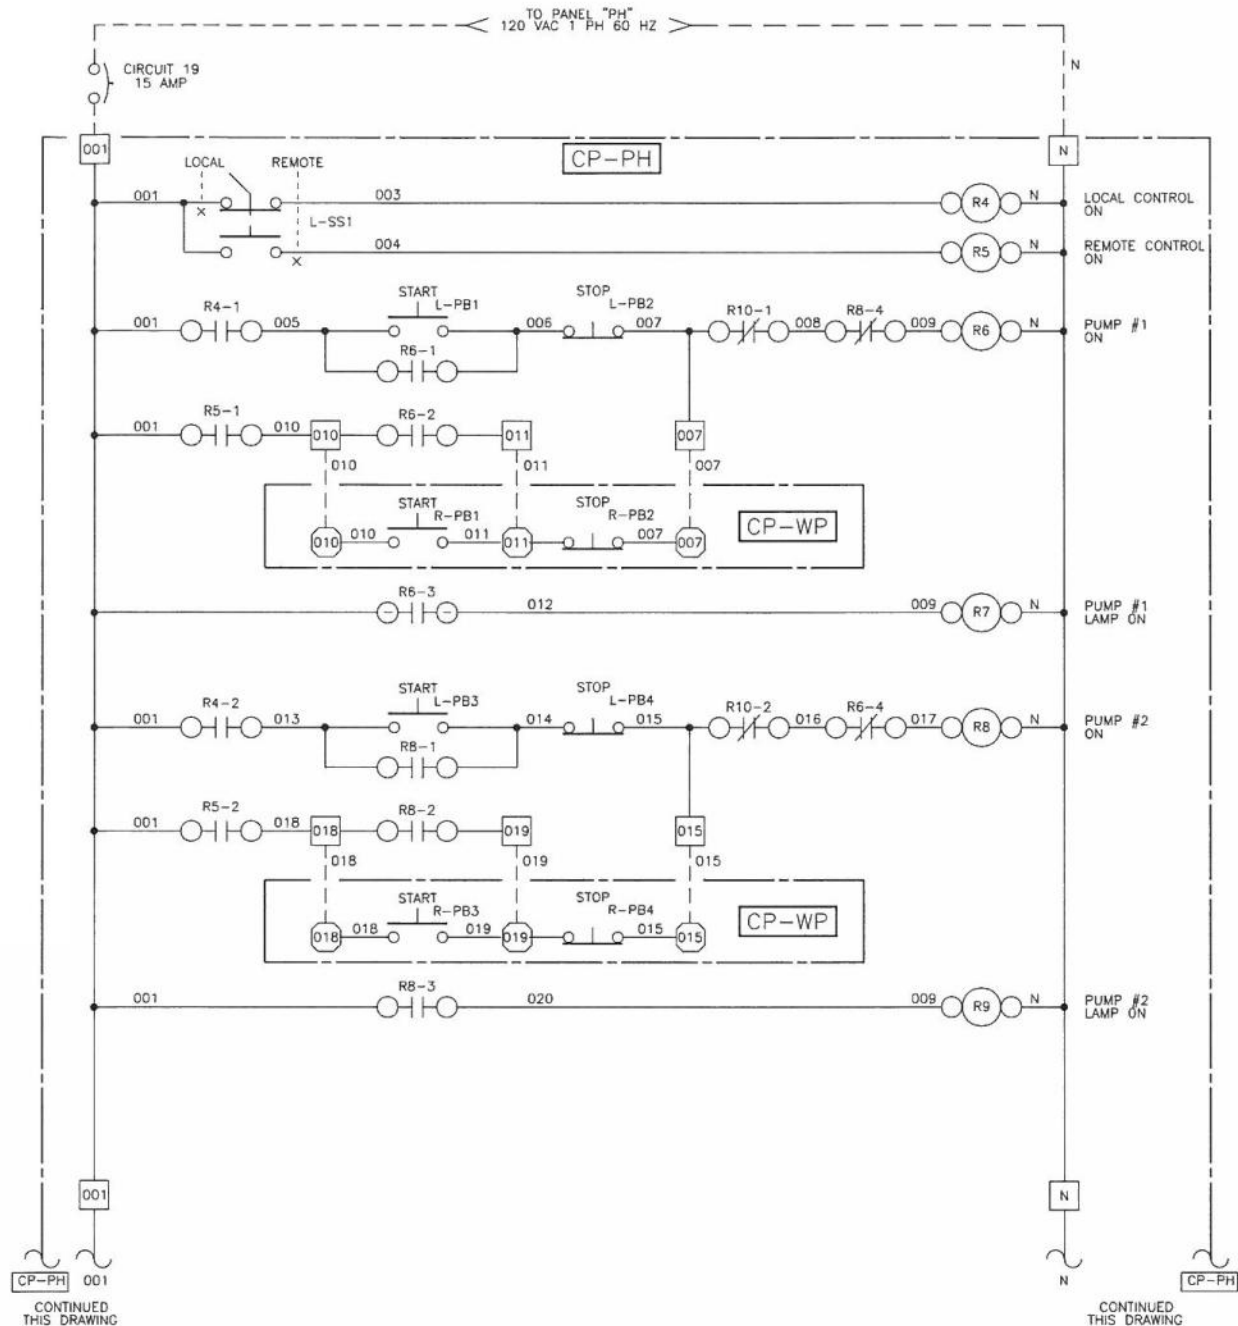 TO PANEL "PH"
120 VAC 1 PH 60 HZ
CIRCUIT 19
15 AMP
N
001
CP-PH
N
LOCAL
REMOTE
001
003
R4
N
LOCAL CONTROL
ON
L-SS1
004
R5
N
REMOTE CONTROL
ON
START
STOP
R4-1
L-PB1
L-PB2
R10-1
R8-4
001
005
006
007
008
009
R6
N
PUMP #1
ON
R6-1
R5-1
R6-2
001
010
010
011
007
010
011
007
START
STOP
R-PB1
R-PB2
CP-WP
010
010
011
011
007
007
R6-3
012
009
R7
N
PUMP #1
LAMP ON
START
STOP
R4-2
L-PB3
L-PB4
R10-2
R6-4
001
013
014
015
016
017
R8
N
PUMP #2
ON
R8-1
R5-2
R8-2
001
018
018
019
015
018
019
015
START
STOP
R-PB3
R-PB4
CP-WP
018
018
019
019
015
015
R8-3
001
020
009
R9
N
PUMP #2
LAMP ON
001
N
CP-PH
001
N
CP-PH
CONTINUED
THIS DRAWING
CONTINUED
THIS DRAWING